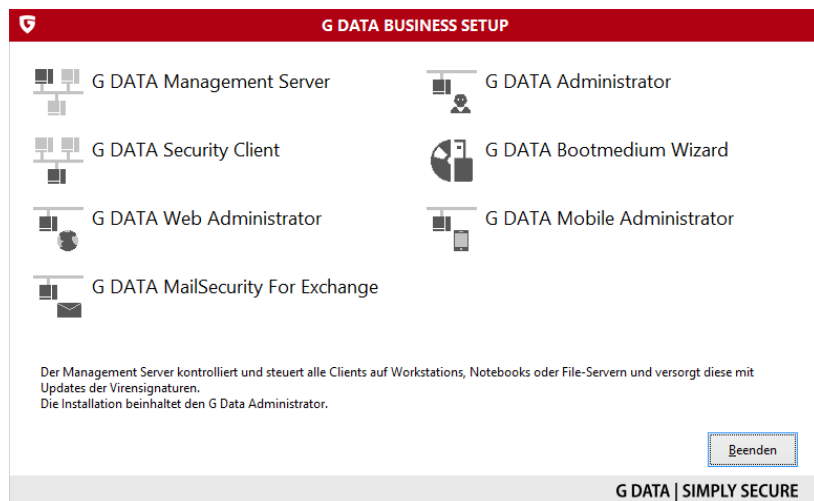 G DATA BUSINESS SETUP
G DATA Management Server
G DATA Administrator
G DATA Security Client
G DATA Bootmedium Wizard
G DATA Web Administrator
G DATA Mobile Administrator
G DATA MailSecurity For Exchange
Der Management Server kontrolliert und steuert alle Clients auf Workstations, Notebooks oder File-Servern und versorgt diese mit
Updates der Virensignaturen.
Die Installation beinhaltet den G Data Administrator.
Beenden
G DATA | SIMPLY SECURE